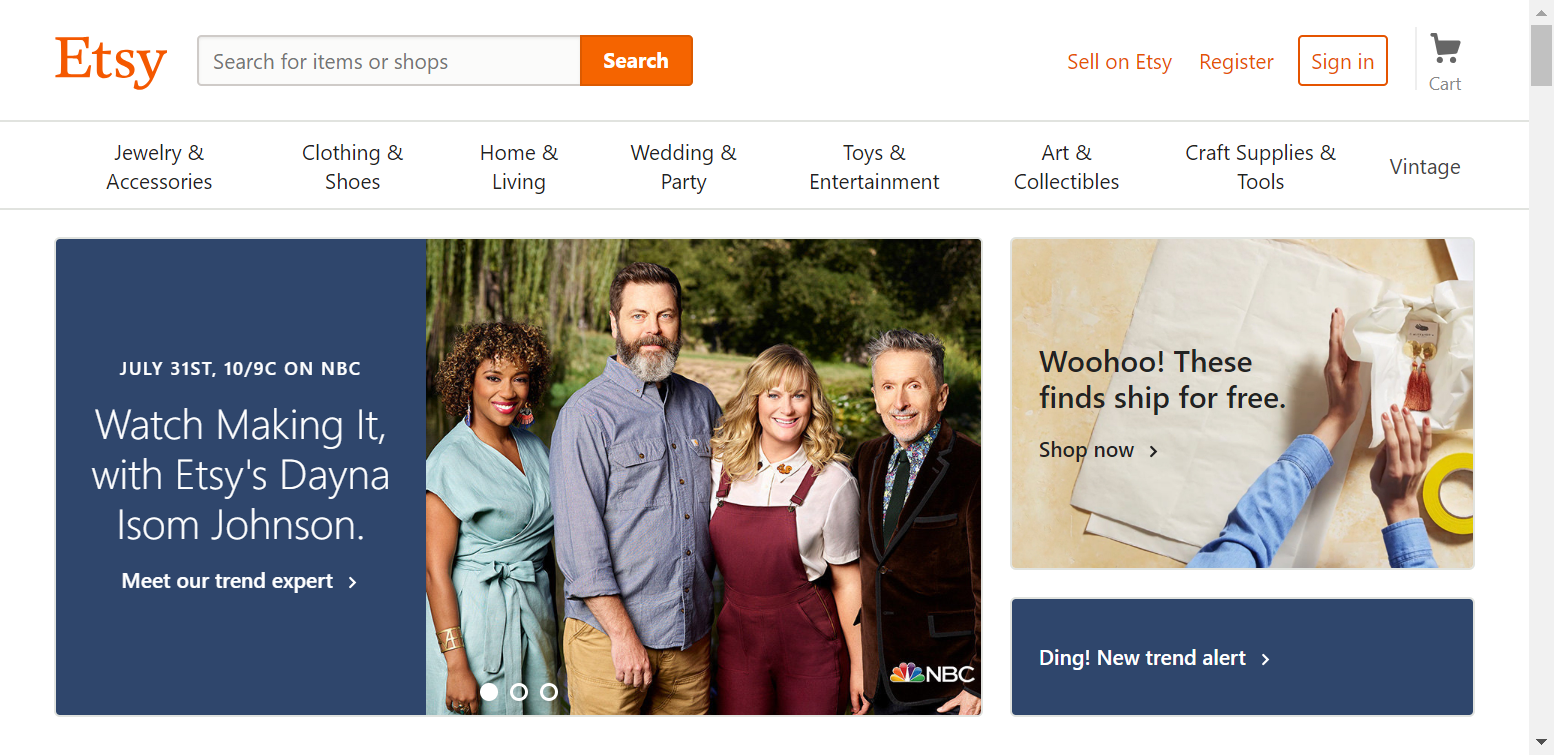 Etsy
Search for items or shops
Search
Sell on Etsy
Register
Sign in
Cart
Jewelry &
Accessories
Clothing &
Shoes
Home &
Living
Wedding &
Party
Toys &
Entertainment
Art &
Collectibles
Craft Supplies &
Tools
Vintage
JULY 31ST, 10/9C ON NBC
Watch Making It,
with Etsy's Dayna
Isom Johnson.
Meet our trend expert >
NBC
Woohoo! These
finds ship for free.
Shop now >
Ding! New trend alert >